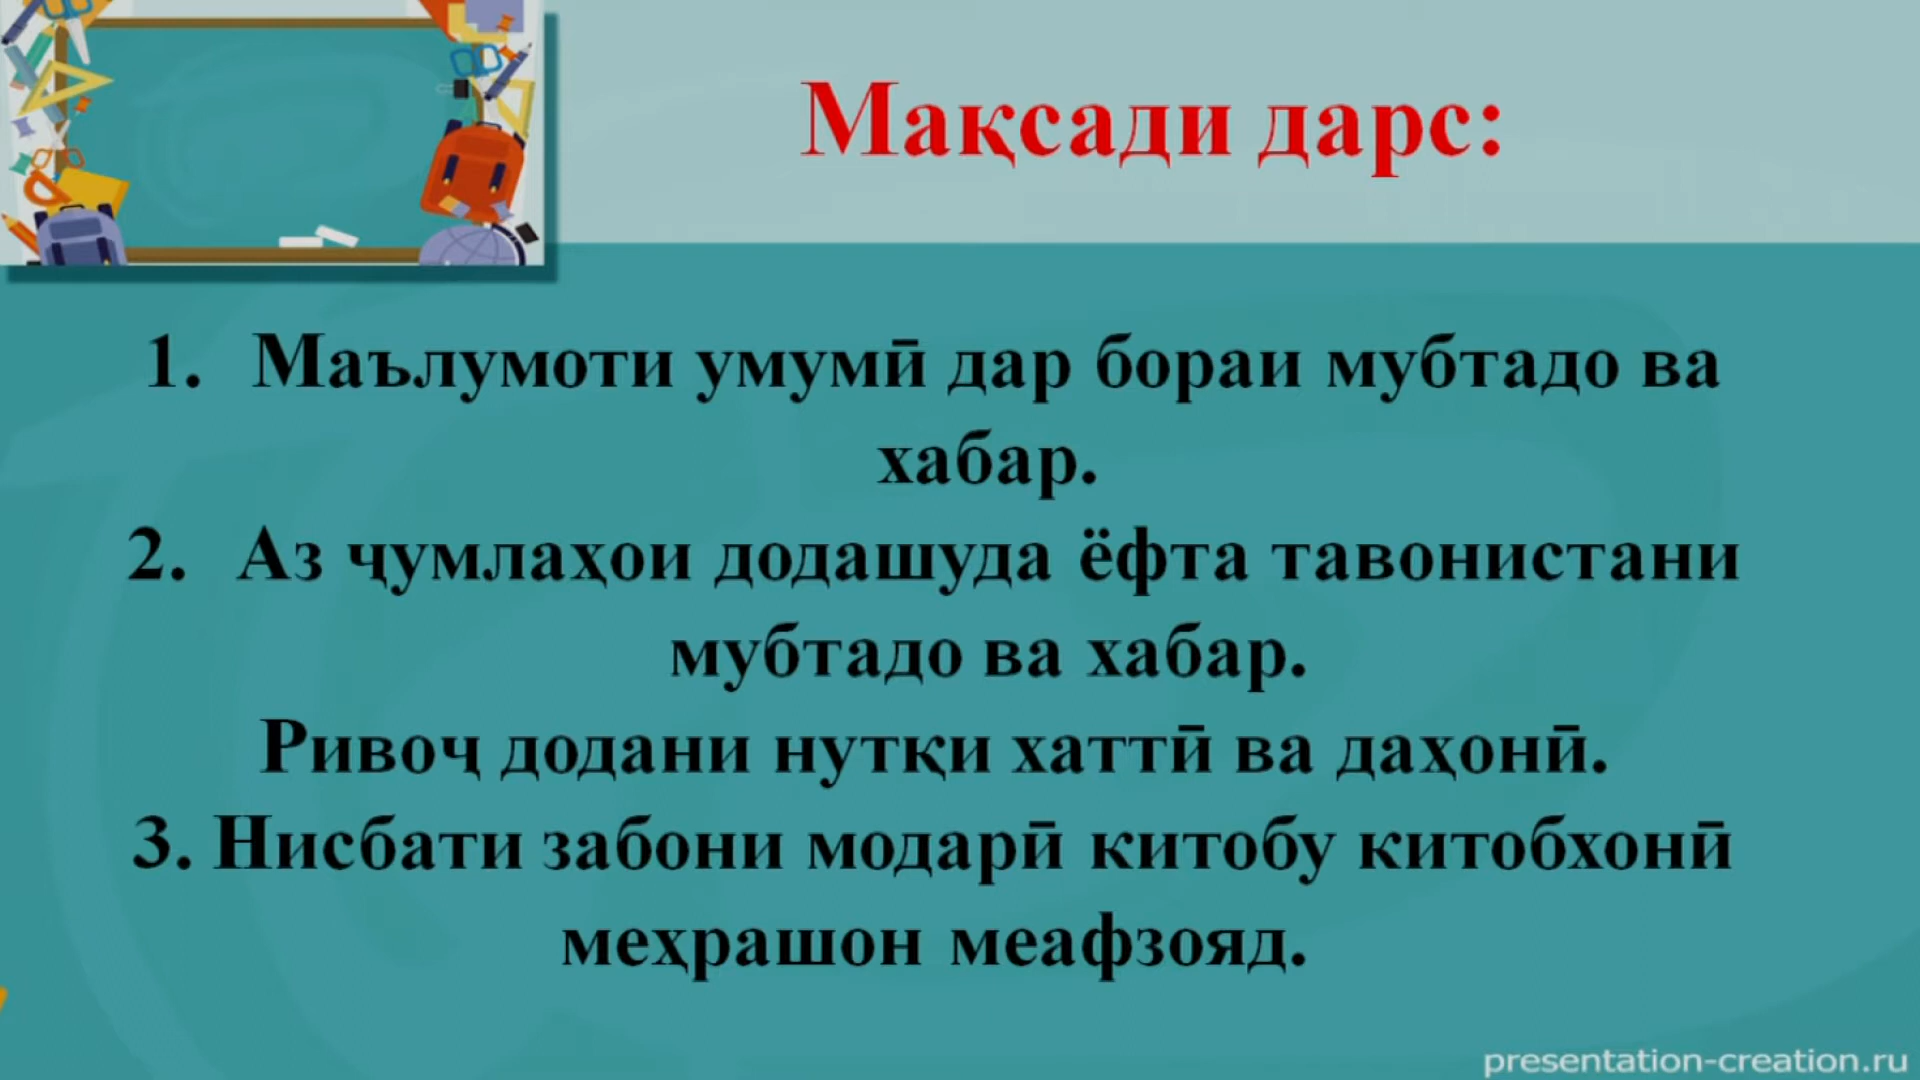 Мақсади дарс:
1. Маълумоти умумӣ дар бораи мубтадо ва
хабар.
2. Аз ҷумлаҳои додашуда ёфта тавонистани
мубтадо ва хабар.
Ривоҷ додани нутқи хаттӣ ва даҳонӣ.
3. Нисбати забони модарӣ китобу китобхонӣ
меҳрашон меафзояд.
presentation-creation.ru